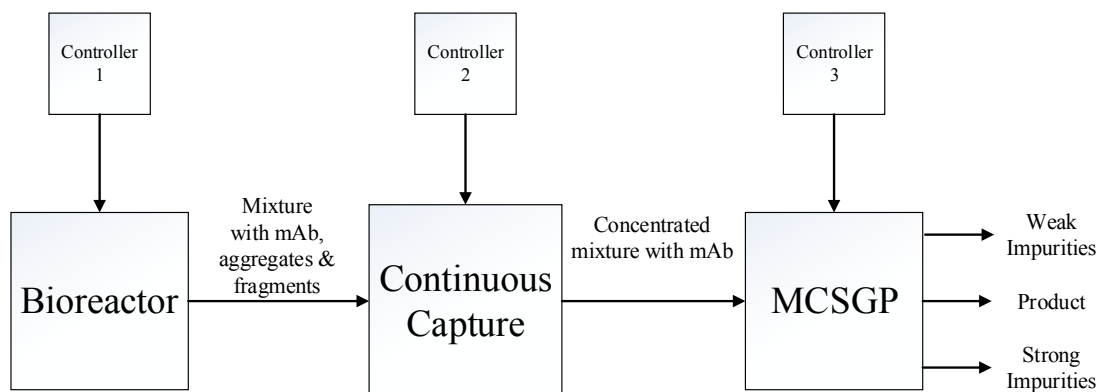 Controller
1
Controller
2
Controller
3
Bioreactor
Mixture
with mAb,
aggregates &
fragments
Continuous
Capture
Concentrated
mixture with mAb
MCSGP
Weak
Impurities
Product
Strong
Impurities